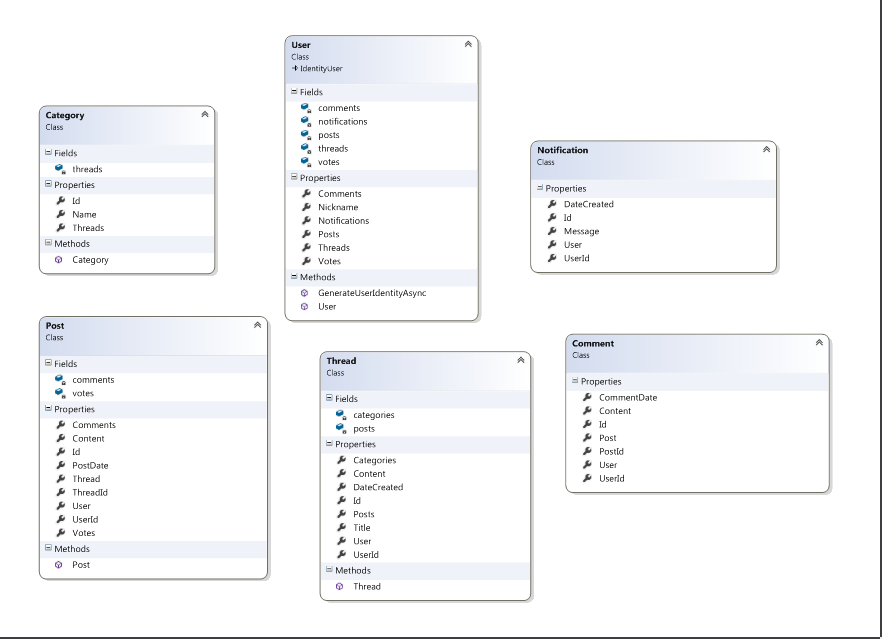 User
Class
IdentityUser
Fields
comments
notifications
posts
threads
votes
Properties
Comments
Nickname
Notifications
Posts
Threads
Votes
Methods
GenerateUserIdentityAsync
User
Category
Class
Fields
threads
Properties
Id
Name
Threads
Methods
Category
Notification
Class
Properties
DateCreated
Id
Message
User
UserId
Post
Class
Fields
comments
votes
Properties
Comments
Content
Id
PostDate
Thread
ThreadId
User
UserId
Votes
Methods
Post
Thread
Class
Fields
categories
posts
Properties
Categories
Content
DateCreated
Id
Posts
Title
User
UserId
Methods
Thread
Comment
Class
Properties
CommentDate
Content
Id
Post
PostId
User
UserId